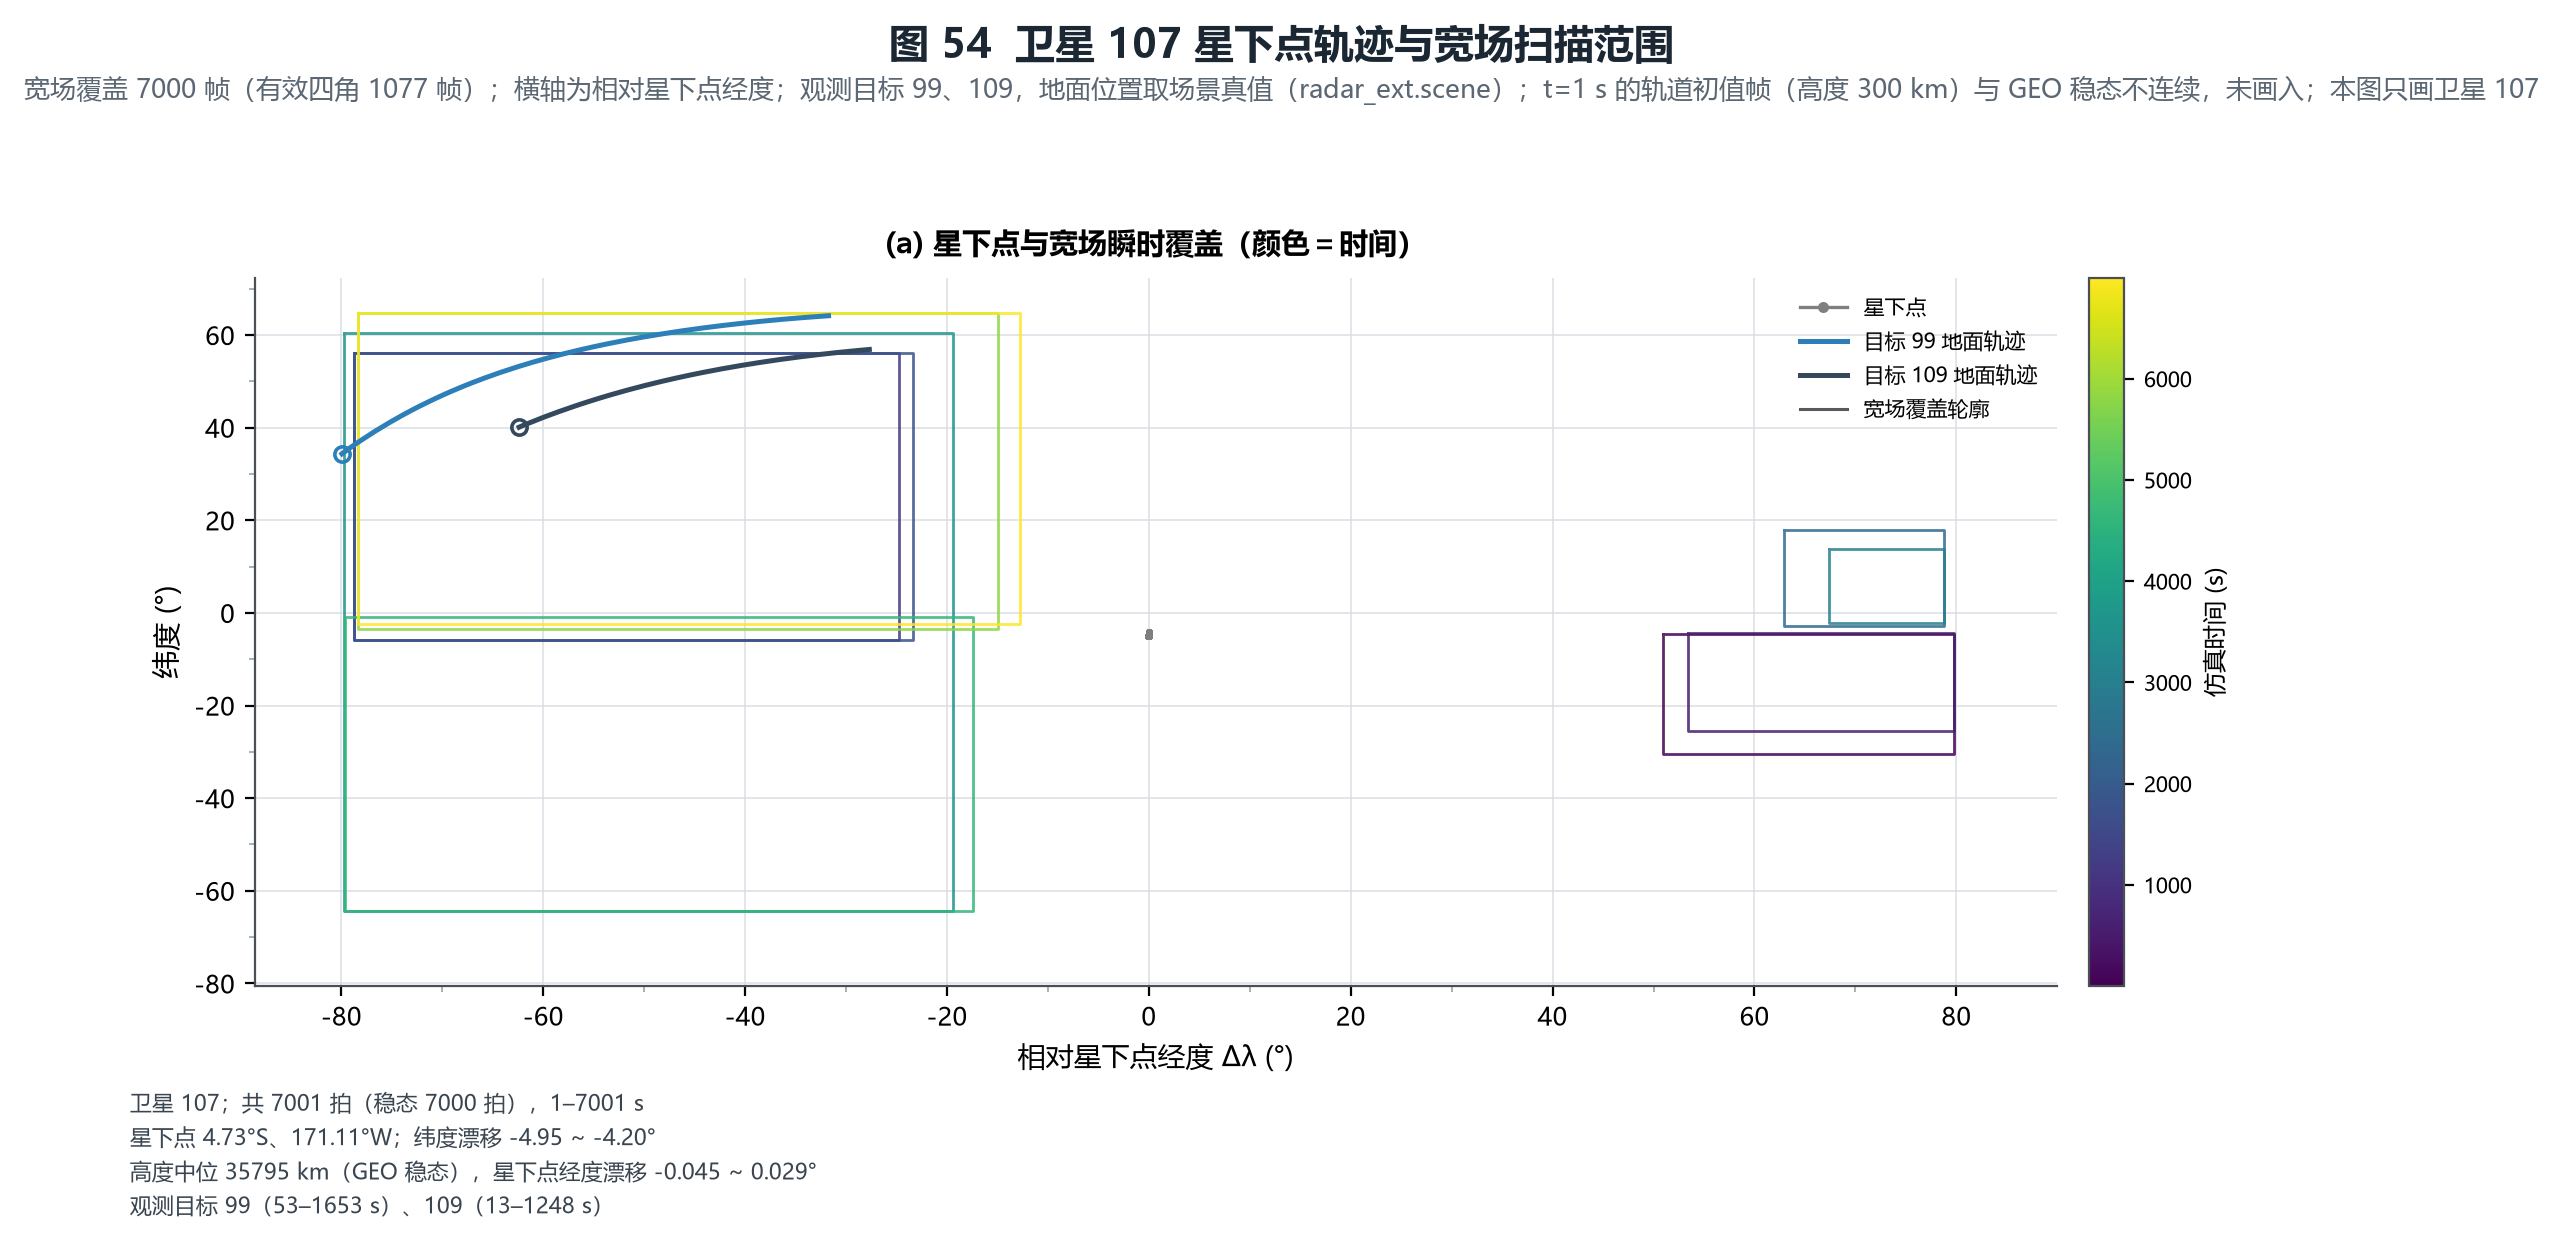 图 54 卫星 107 星下点轨迹与宽场扫描范围
宽场覆盖 7000 帧（有效四角 1077 帧）；横轴为相对星下点经度；观测目标 99、109，地面位置取场景真值（radar_ext.scene）；t=1 s 的轨道初值帧（高度 300 km）与 GEO 稳态不连续，未画入；本图只画卫星 107
(a) 星下点与宽场瞬时覆盖（颜色 = 时间）
星下点
目标 99 地面轨迹
目标 109 地面轨迹
宽场覆盖轮廓
纬度 (°)
60
40
20
0
-20
-40
-60
-80
-80
-60
-40
-20
0
20
40
60
80
相对星下点经度 Δλ (°)
6000
5000
4000
3000
2000
1000
仿真时间 (s)
卫星 107；共 7001 拍（稳态 7000 拍），1–7001 s
星下点 4.73°S、171.11°W；纬度漂移 -4.95 ~ -4.20°
高度中位 35795 km（GEO 稳态），星下点经度漂移 -0.045 ~ 0.029°
观测目标 99（53–1653 s）、109（13–1248 s）